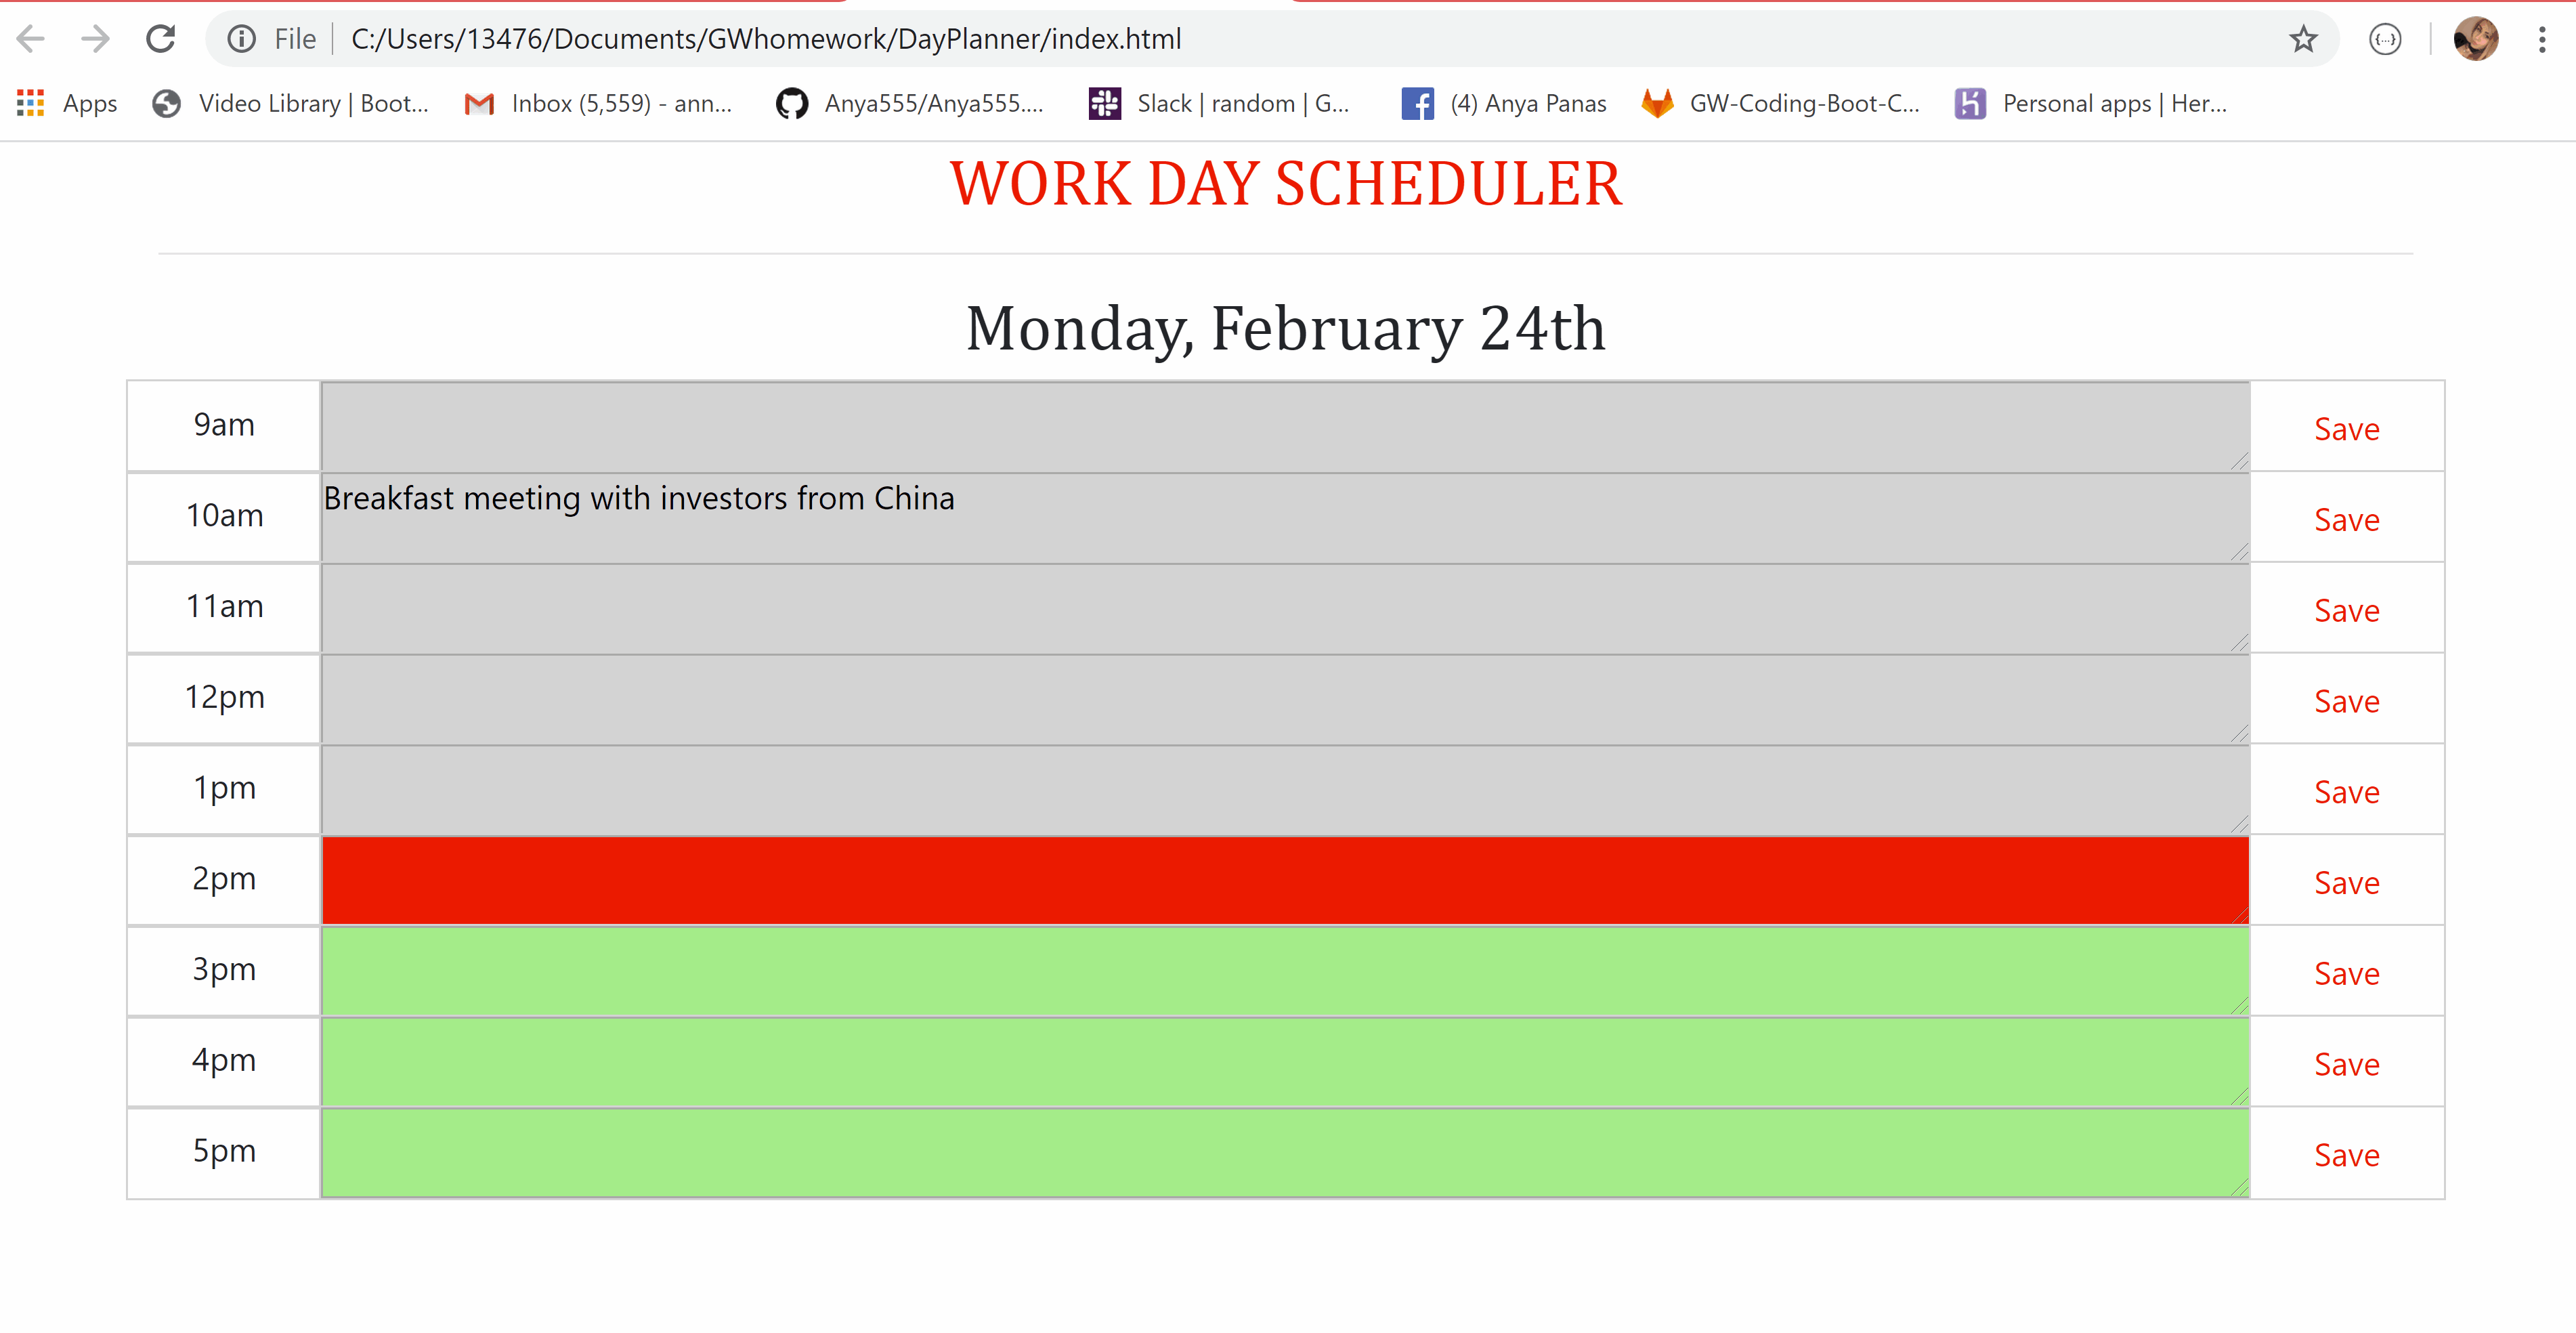 File C:/Users/13476/Documents/GWhomework/DayPlanner/index.html
Apps Video Library | Boot... Inbox (5,559) - ann... Anya555/Anya555.... Slack | random | G... (4) Anya Panas GW-Coding-Boot-C... Personal apps | Her...
WORK DAY SCHEDULER
Monday, February 24th
9am Save
10am Breakfast meeting with investors from China Save
11am Save
12pm Save
1pm Save
2pm Save
3pm Save
4pm Save
5pm Save